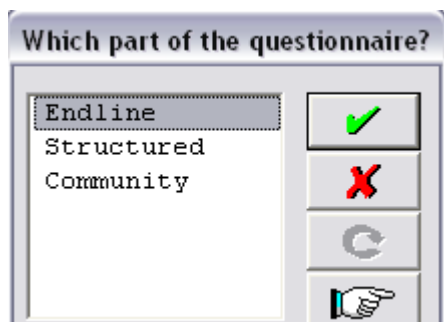 Which part of the questionnaire?
Endline
Structured
Community